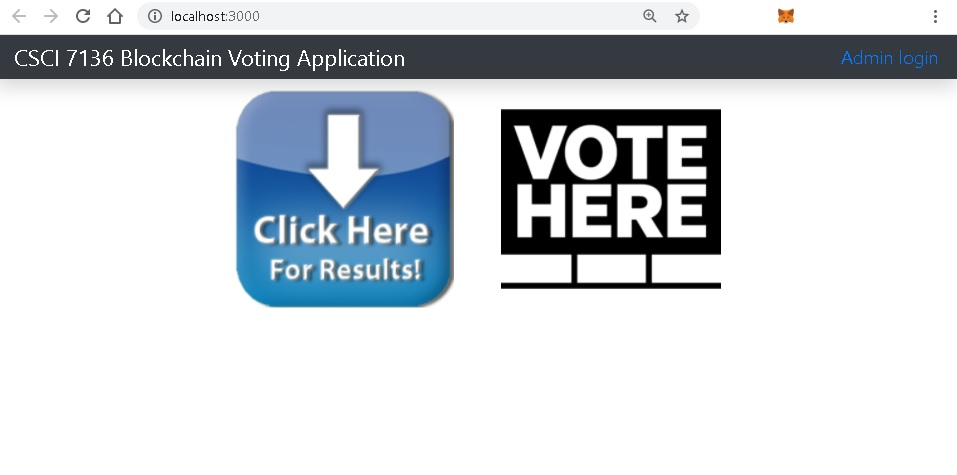 localhost:3000
CSCI 7136 Blockchain Voting Application
Admin login
Click Here
For Results!
VOTE
HERE